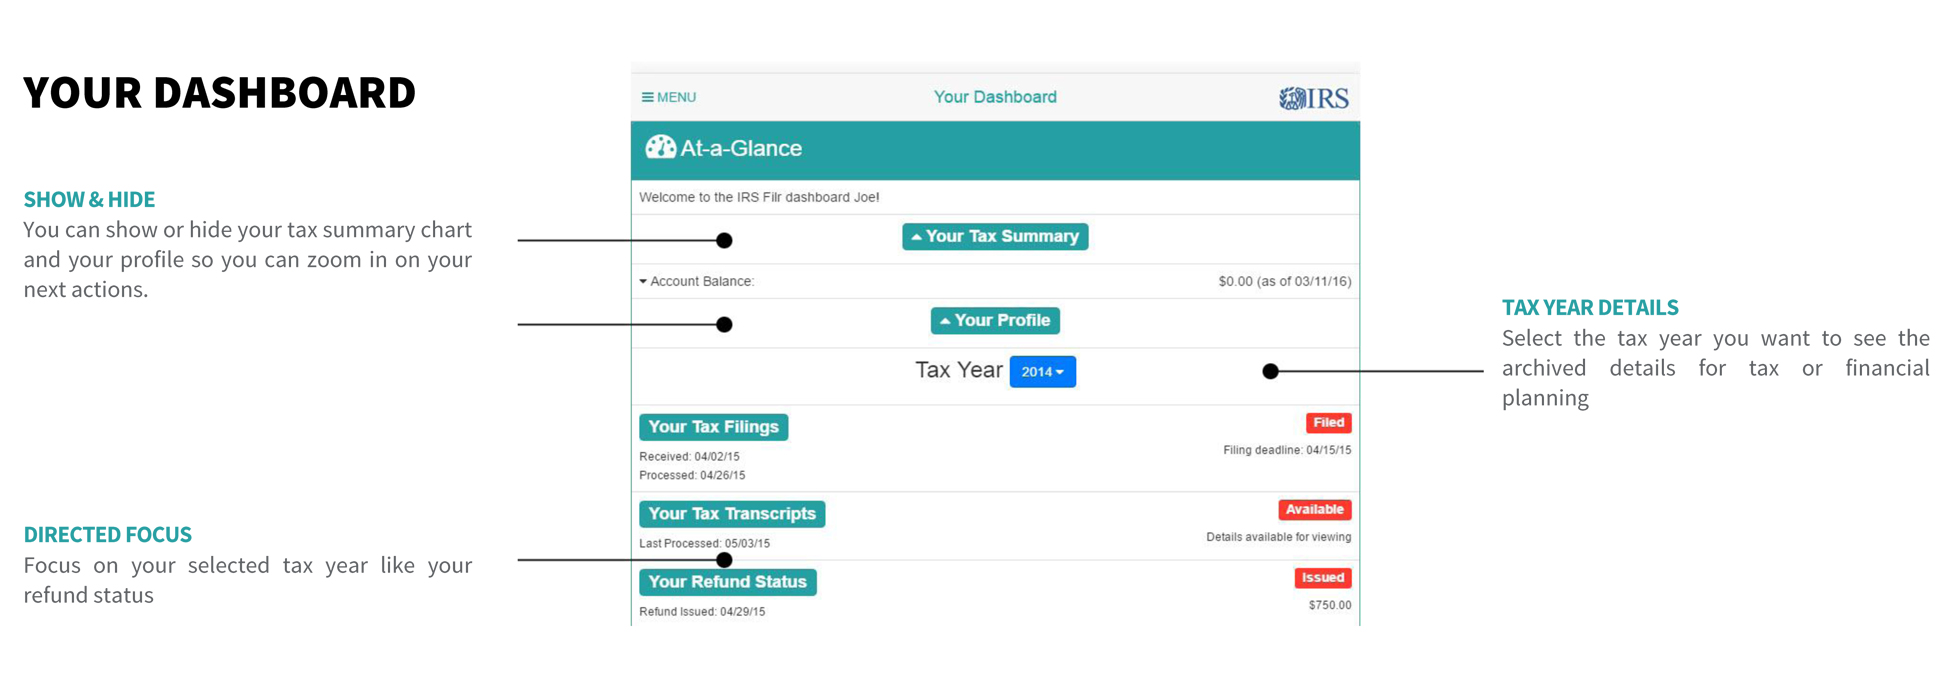 YOUR DASHBOARD
SHOW & HIDE
You can show or hide your tax summary chart
and your profile so you can zoom in on your
next actions.
DIRECTED FOCUS
Focus on your selected tax year like your
refund status
MENU
Your Dashboard
IRS
At-a-Glance
Welcome to the IRS Filr dashboard Joe!
Your Tax Summary
Account Balance: $0.00 (as of 03/11/16)
Your Profile
Tax Year 2014
Your Tax Filings Filed
Received: 04/02/15 Filing deadline: 04/15/15
Processed: 04/26/15
Your Tax Transcripts Available
Last Processed: 05/03/15 Details available for viewing
Your Refund Status Issued
Refund Issued: 04/29/15 $750.00
TAX YEAR DETAILS
Select the tax year you want to see the
archived details for tax or financial
planning